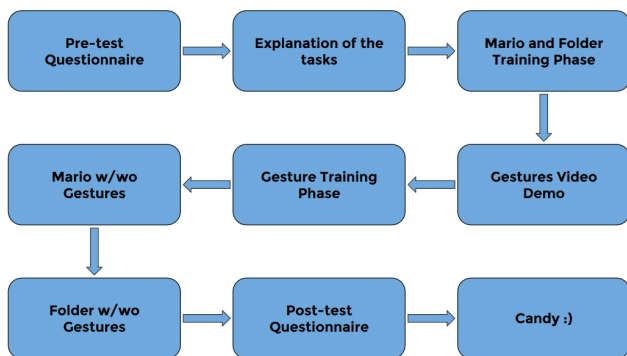 Pre-test
Questionnaire
Explanation of the
tasks
Mario and Folder
Training Phase
Gestures Video
Demo
Gesture Training
Phase
Mario w/wo
Gestures
Folder w/wo
Gestures
Post-test
Questionnaire
Candy :)